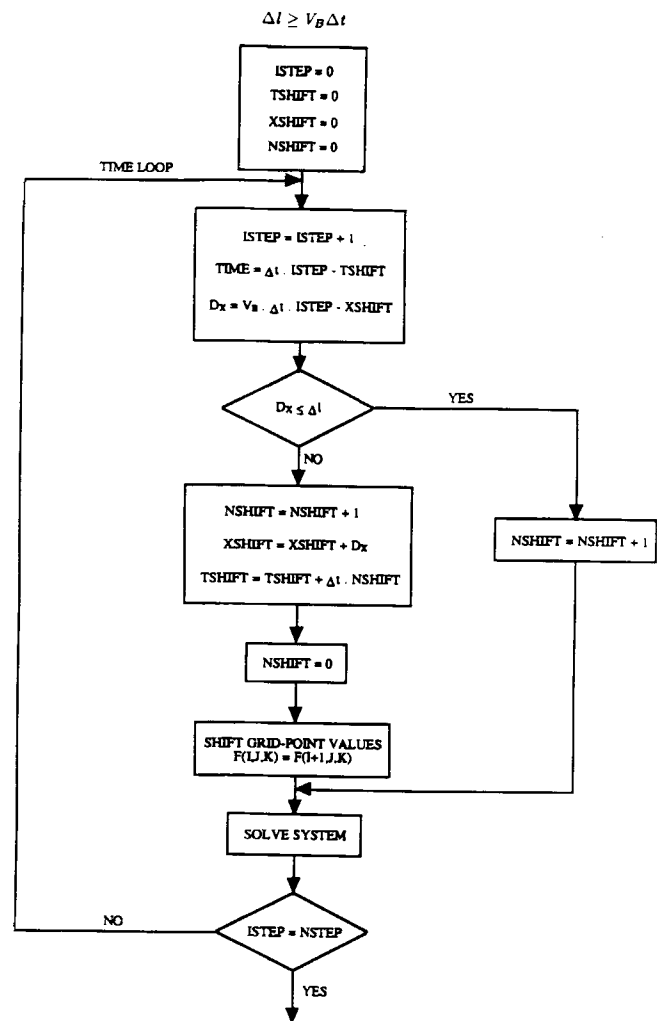 Δl ≥ V_B Δt
ISTEP = 0
TSHIFT = 0
XSHIFT = 0
NSHIFT = 0
TIME LOOP
ISTEP = ISTEP + 1
TIME = Δt . ISTEP - TSHIFT
Dx = V_B . Δt . ISTEP - XSHIFT
Dx ≤ Δl
YES
NO
NSHIFT = NSHIFT + 1
XSHIFT = XSHIFT + Dx
TSHIFT = TSHIFT + Δt . NSHIFT
NSHIFT = NSHIFT + 1
NSHIFT = 0
SHIFT GRID-POINT VALUES
F(I,J,K) = F(I+1,J,K)
SOLVE SYSTEM
NO
ISTEP = NSTEP
YES